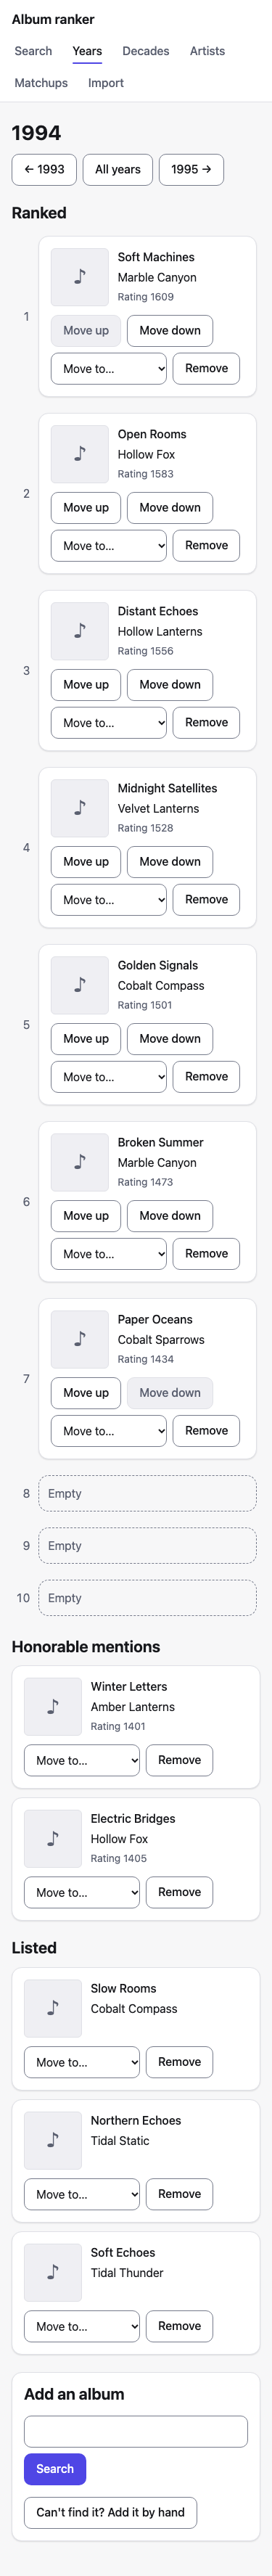 Album ranker
Search Years Decades Artists
Matchups Import
1994
← 1993 All years 1995 →
Ranked
1
Soft Machines
Marble Canyon
Rating 1609
Move up Move down
Move to... Remove
2
Open Rooms
Hollow Fox
Rating 1583
Move up Move down
Move to... Remove
3
Distant Echoes
Hollow Lanterns
Rating 1556
Move up Move down
Move to... Remove
4
Midnight Satellites
Velvet Lanterns
Rating 1528
Move up Move down
Move to... Remove
5
Golden Signals
Cobalt Compass
Rating 1501
Move up Move down
Move to... Remove
6
Broken Summer
Marble Canyon
Rating 1473
Move up Move down
Move to... Remove
7
Paper Oceans
Cobalt Sparrows
Rating 1434
Move up Move down
Move to... Remove
8 Empty
9 Empty
10 Empty
Honorable mentions
Winter Letters
Amber Lanterns
Rating 1401
Move to... Remove
Electric Bridges
Hollow Fox
Rating 1405
Move to... Remove
Listed
Slow Rooms
Cobalt Compass
Move to... Remove
Northern Echoes
Tidal Static
Move to... Remove
Soft Echoes
Tidal Thunder
Move to... Remove
Add an album
Search
Can't find it? Add it by hand